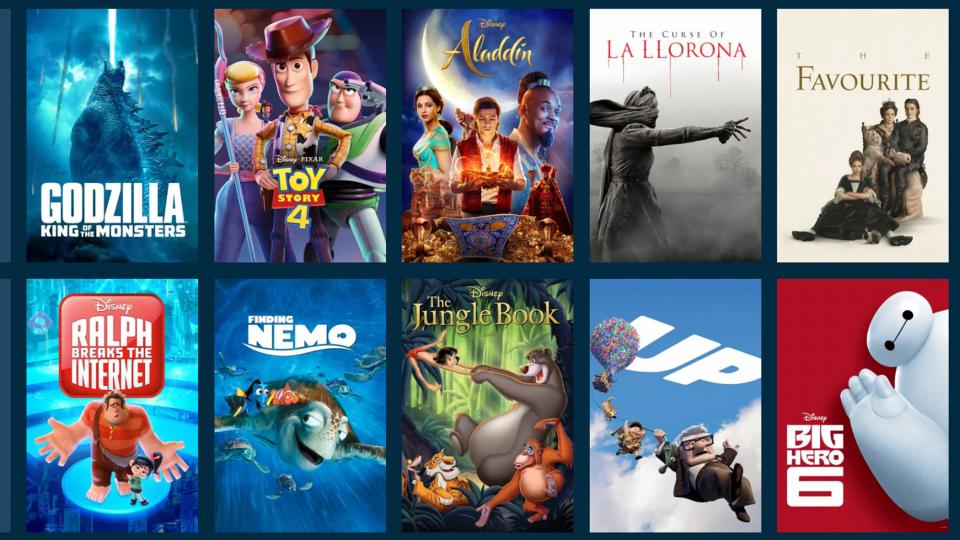 GODZILLA
KING OF THE MONSTERS
Disney · PIXAR
TOY
STORY
4
Disney
Aladdin
THE CURSE OF
LA LLORONA
THE
FAVOURITE
Disney
RALPH
BREAKS THE
INTERNET
FINDING
NEMO
Disney
The
Jungle Book
UP
Disney
BIG
HERO
6